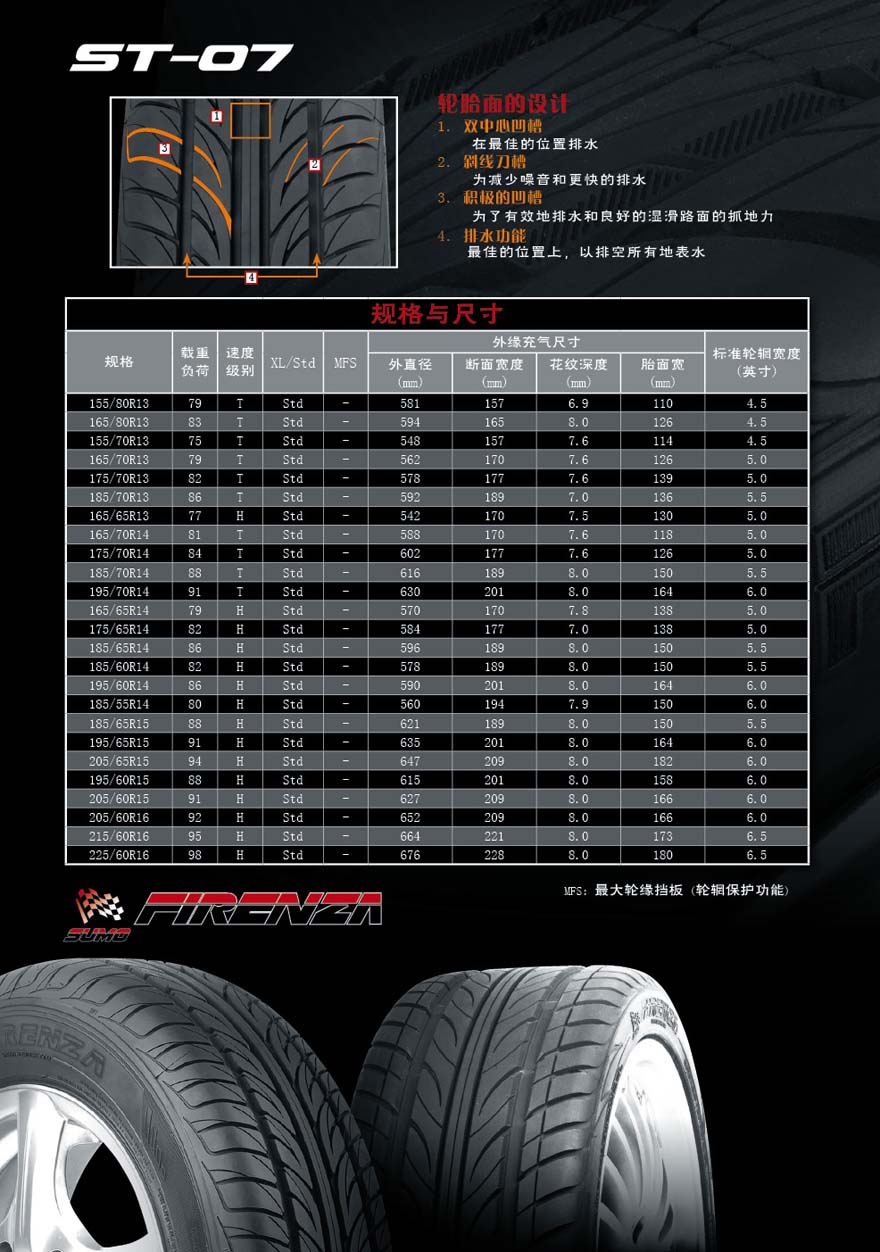 ST-07
1
3
2
4
轮胎面的设计
1. 双中心凹槽
在最佳的位置排水
2. 斜线刀槽
为减少噪音和更快的排水
3. 积极的凹槽
为了有效地排水和良好的湿滑路面的抓地力
4. 排水功能
最佳的位置上，以排空所有地表水
规格与尺寸
规格 载重负荷 速度级别 XL/Std MFS 外缘充气尺寸 标准轮辋宽度(英寸)
外直径(mm) 断面宽度(mm) 花纹深度(mm) 胎面宽(mm)
155/80R13 79 T Std - 581 157 6.9 110 4.5
165/80R13 83 T Std - 594 165 8.0 126 4.5
155/70R13 75 T Std - 548 157 7.6 114 4.5
165/70R13 79 T Std - 562 170 7.6 126 5.0
175/70R13 82 T Std - 578 177 7.6 139 5.0
185/70R13 86 T Std - 592 189 7.0 136 5.5
165/65R13 77 H Std - 542 170 7.5 130 5.0
165/70R14 81 T Std - 588 170 7.6 118 5.0
175/70R14 84 T Std - 602 177 7.6 126 5.0
185/70R14 88 T Std - 616 189 8.0 150 5.5
195/70R14 91 T Std - 630 201 8.0 164 6.0
165/65R14 79 H Std - 570 170 7.8 138 5.0
175/65R14 82 H Std - 584 177 7.0 138 5.0
185/65R14 86 H Std - 596 189 8.0 150 5.5
185/60R14 82 H Std - 578 189 8.0 150 5.5
195/60R14 86 H Std - 590 201 8.0 164 6.0
185/55R14 80 H Std - 560 194 7.9 150 6.0
185/65R15 88 H Std - 621 189 8.0 150 5.5
195/65R15 91 H Std - 635 201 8.0 164 6.0
205/65R15 94 H Std - 647 209 8.0 182 6.0
195/60R15 88 H Std - 615 201 8.0 158 6.0
205/60R15 91 H Std - 627 209 8.0 166 6.0
205/60R16 92 H Std - 652 209 8.0 166 6.0
215/60R16 95 H Std - 664 221 8.0 173 6.5
225/60R16 98 H Std - 676 228 8.0 180 6.5
MFS: 最大轮缘挡板 (轮辋保护功能)
SUMO FIRENZA
RENZA
FIRENZA